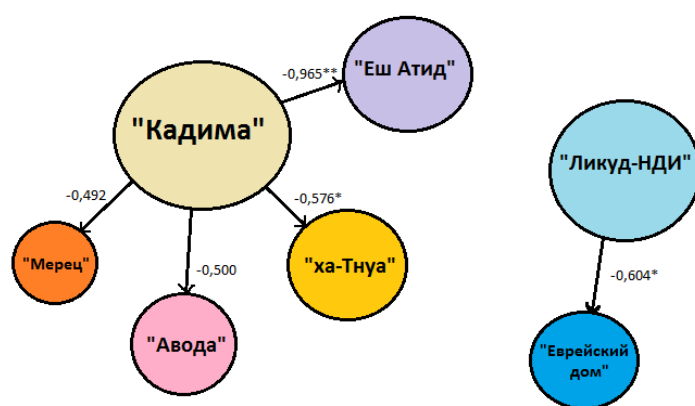 -0,965**
"Еш Атид"
"Кадима"
"Ликуд-НДИ"
-0,492
-0,576*
"Мерец"
-0,500
"ха-Тнуа"
-0,604*
"Авода"
"Еврейский
дом"